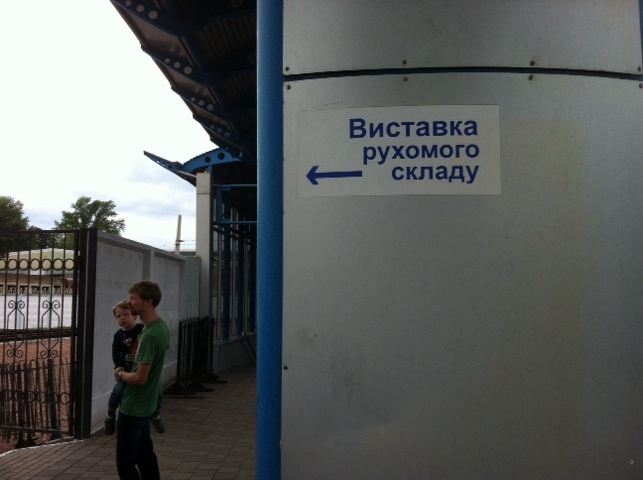 Виставка
рухомого
складу